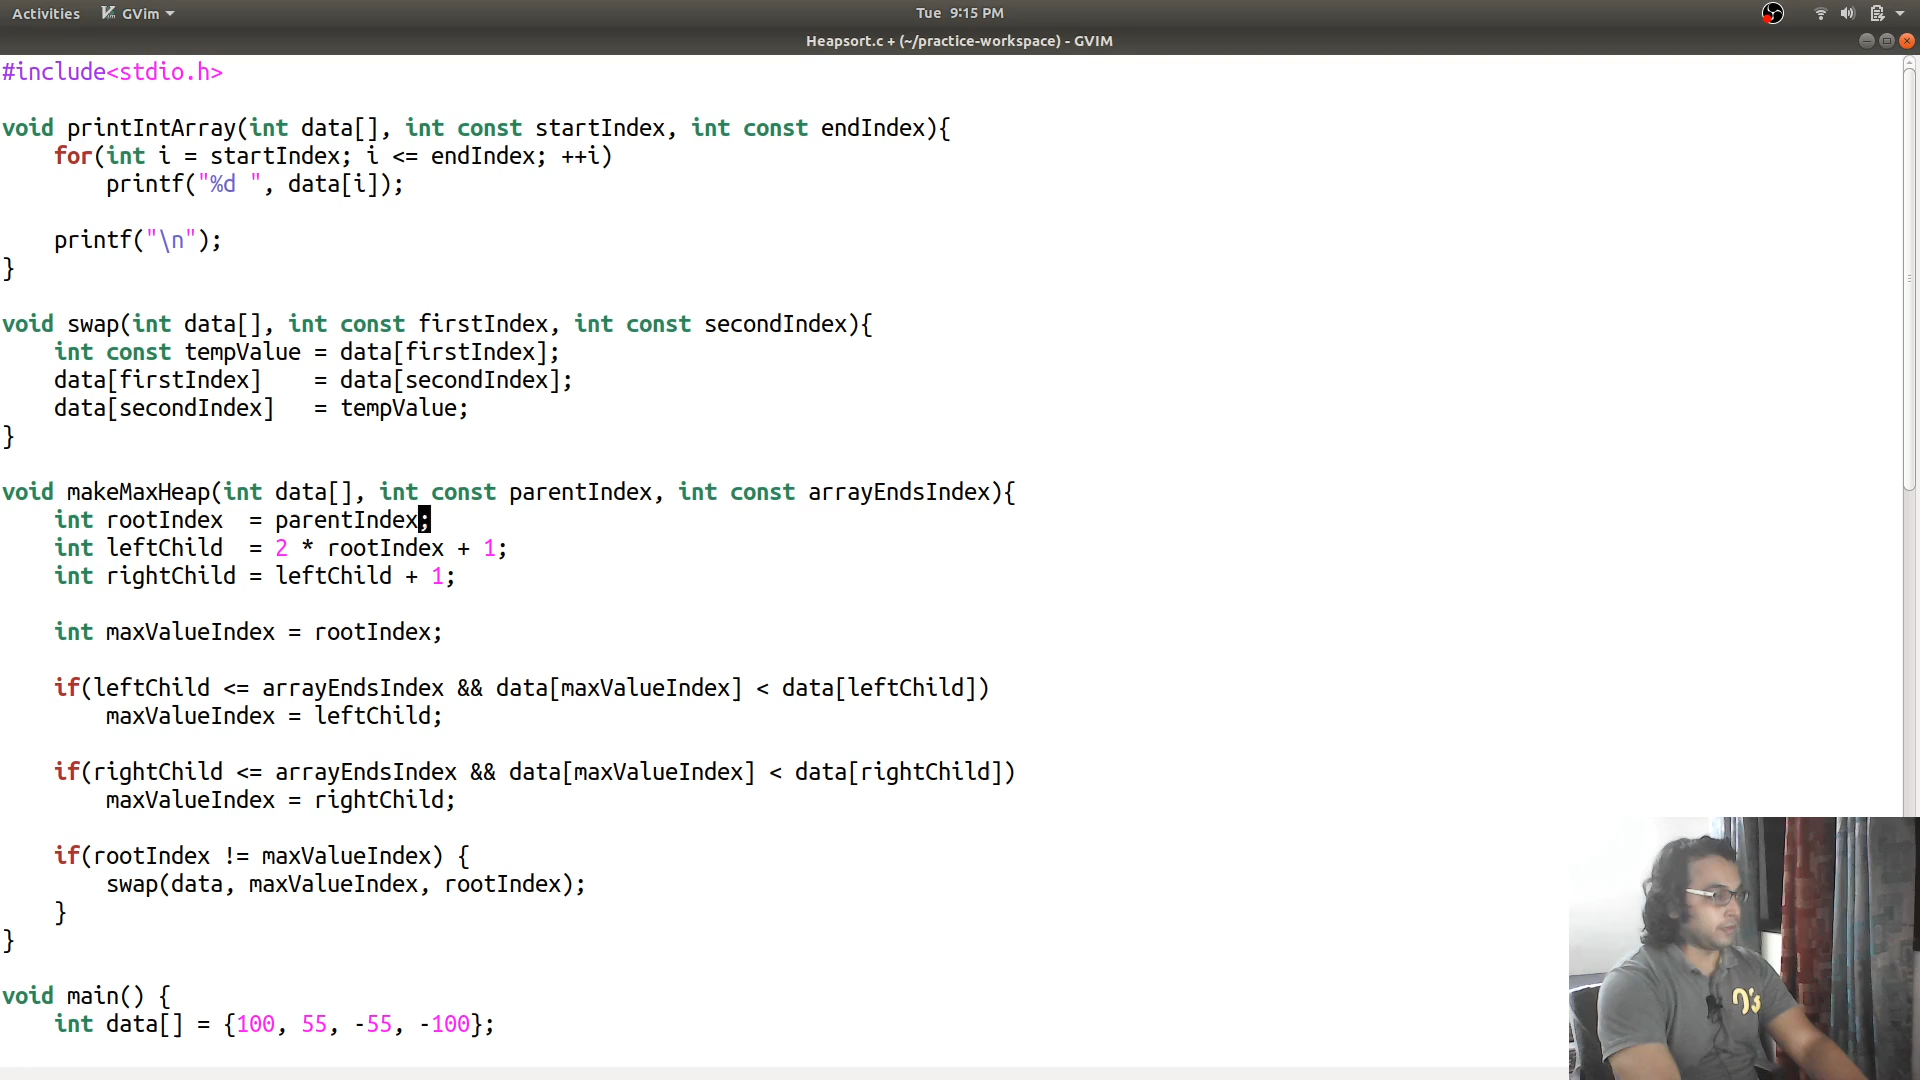 Activities GVim Tue 9:15 PM
Heapsort.c + (~/practice-workspace) - GVIM
#include<stdio.h>
void printIntArray(int data[], int const startIndex, int const endIndex){
    for(int i = startIndex; i <= endIndex; ++i)
        printf("%d ", data[i]);
    printf("\n");
}
void swap(int data[], int const firstIndex, int const secondIndex){
    int const tempValue = data[firstIndex];
    data[firstIndex]    = data[secondIndex];
    data[secondIndex]   = tempValue;
}
void makeMaxHeap(int data[], int const parentIndex, int const arrayEndsIndex){
    int rootIndex  = parentIndex;
    int leftChild  = 2 * rootIndex + 1;
    int rightChild = leftChild + 1;
    int maxValueIndex = rootIndex;
    if(leftChild <= arrayEndsIndex && data[maxValueIndex] < data[leftChild])
        maxValueIndex = leftChild;
    if(rightChild <= arrayEndsIndex && data[maxValueIndex] < data[rightChild])
        maxValueIndex = rightChild;
    if(rootIndex != maxValueIndex) {
        swap(data, maxValueIndex, rootIndex);
    }
}
void main() {
    int data[] = {100, 55, -55, -100};